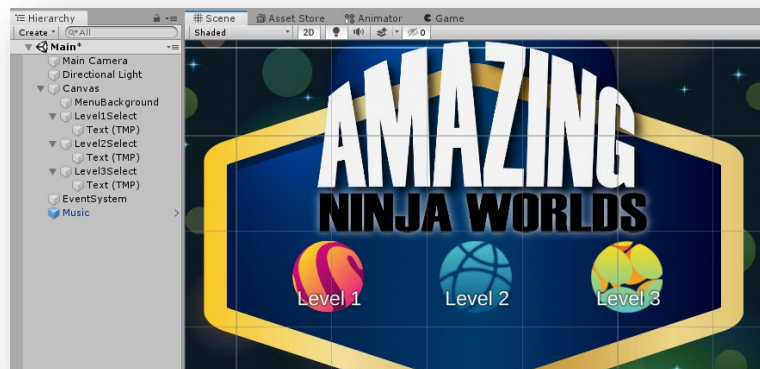 Hierarchy
Create All
Main*
Main Camera
Directional Light
Canvas
MenuBackground
Level1Select
Text (TMP)
Level2Select
Text (TMP)
Level3Select
Text (TMP)
EventSystem
Music
Scene Asset Store Animator Game
Shaded 2D 0
AMAZING
NINJA WORLDS
Level 1 Level 2 Level 3